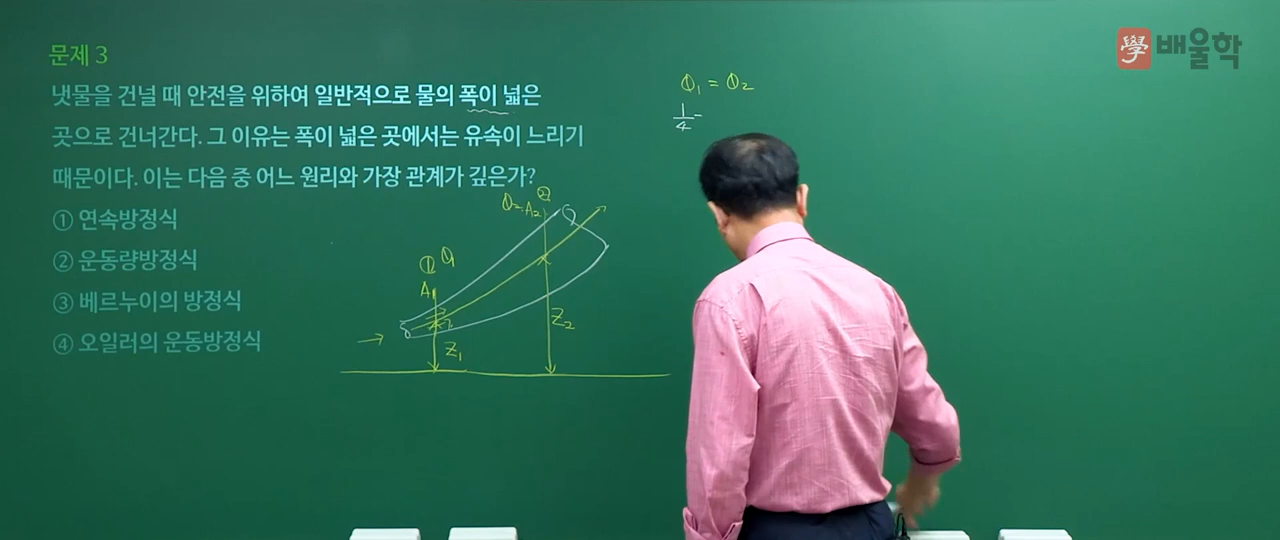 문제 3
냇물을 건널 때 안전을 위하여 일반적으로 물의 폭이 넓은
곳으로 건너간다. 그 이유는 폭이 넓은 곳에서는 유속이 느리기
때문이다. 이는 다음 중 어느 원리와 가장 관계가 깊은가?
① 연속방정식
② 운동량방정식
③ 베르누이의 방정식
④ 오일러의 운동방정식
學 배울학
Q₁ = Q₂
1/4
② Q₂. A₂
① Q₁
A₁
Z₁
Z₂